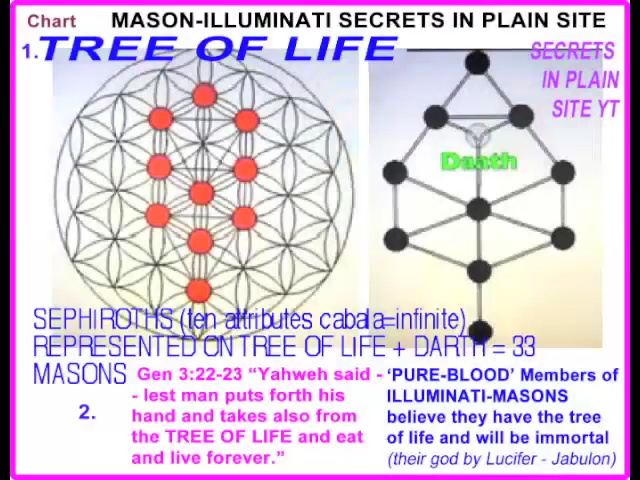 Chart MASON-ILLUMINATI SECRETS IN PLAIN SITE
1. TREE OF LIFE
SECRETS
IN PLAIN
SITE YT
Daath
SEPHIROTHS (ten attributes cabala=infinite)
REPRESENTED ON TREE OF LIFE + DARTH = 33
MASONS
2.
Gen 3:22-23 “Yahweh said -
- lest man puts forth his
hand and takes also from
the TREE OF LIFE and eat
and live forever.”
‘PURE-BLOOD’ Members of
ILLUMINATI-MASONS
believe they have the tree
of life and will be immortal
(their god by Lucifer - Jabulon)